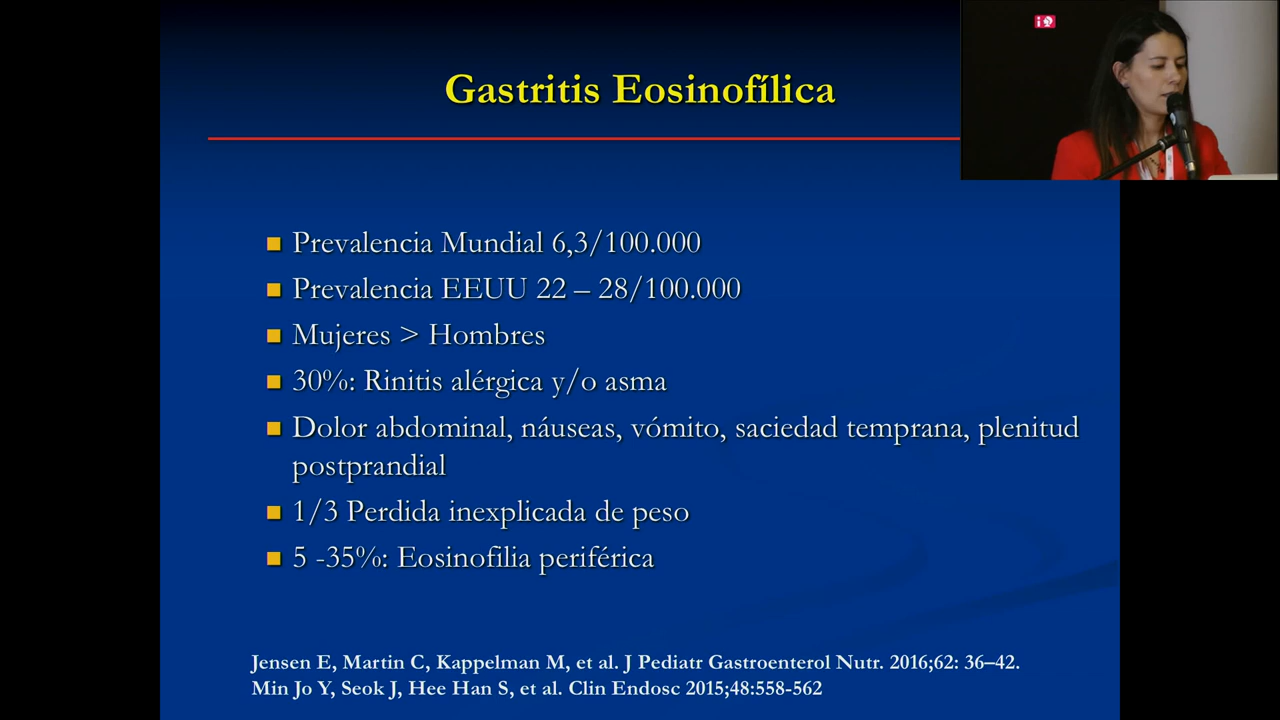 Gastritis Eosinofílica
Prevalencia Mundial 6,3/100.000
Prevalencia EEUU 22 – 28/100.000
Mujeres > Hombres
30%: Rinitis alérgica y/o asma
Dolor abdominal, náuseas, vómito, saciedad temprana, plenitud
postprandial
1/3 Perdida inexplicada de peso
5 -35%: Eosinofilia periférica
Jensen E, Martin C, Kappelman M, et al. J Pediatr Gastroenterol Nutr. 2016;62: 36–42.
Min Jo Y, Seok J, Hee Han S, et al. Clin Endosc 2015;48:558-562